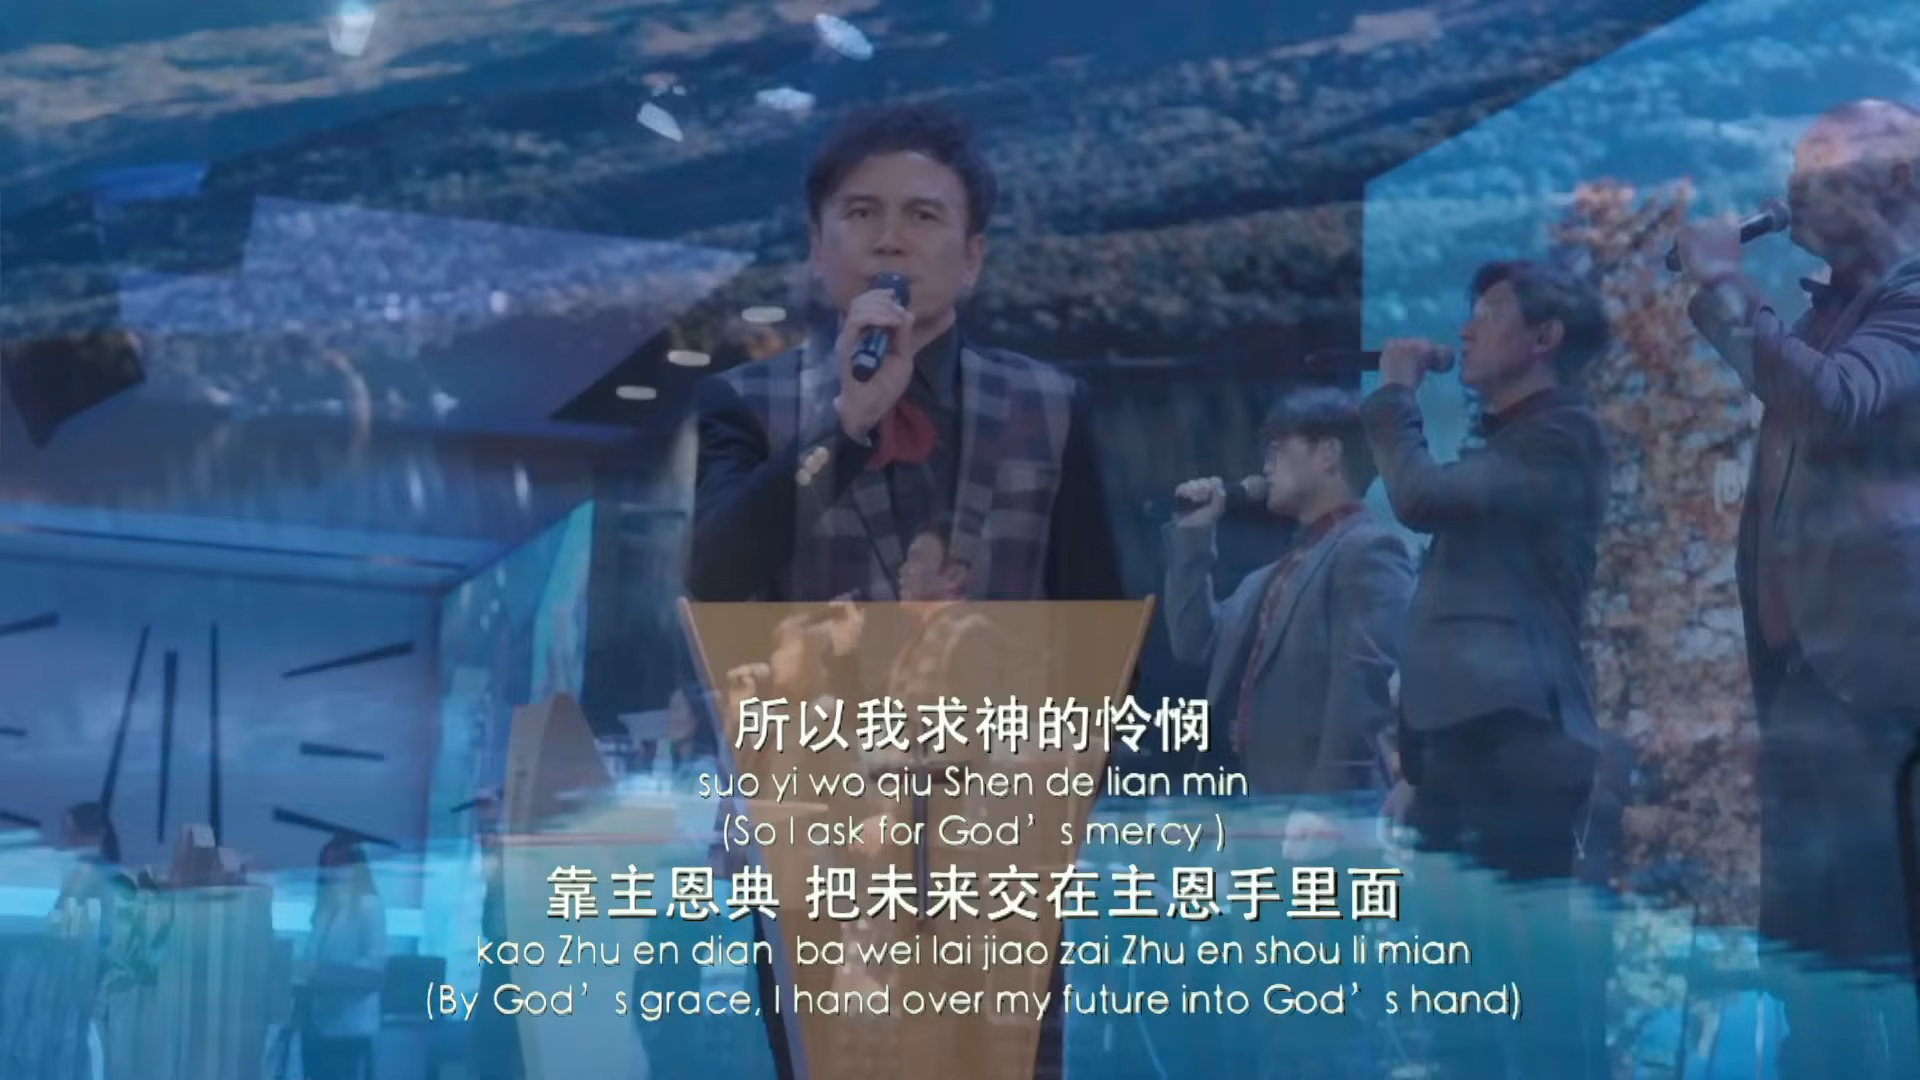 所以我求神的怜悯
suo yi wo qiu Shen de lian min
(So I ask for God’s mercy )
靠主恩典 把未来交在主恩手里面
kao Zhu en dian ba wei lai jiao zai Zhu en shou li mian
(By God’s grace, I hand over my future into God’s hand)